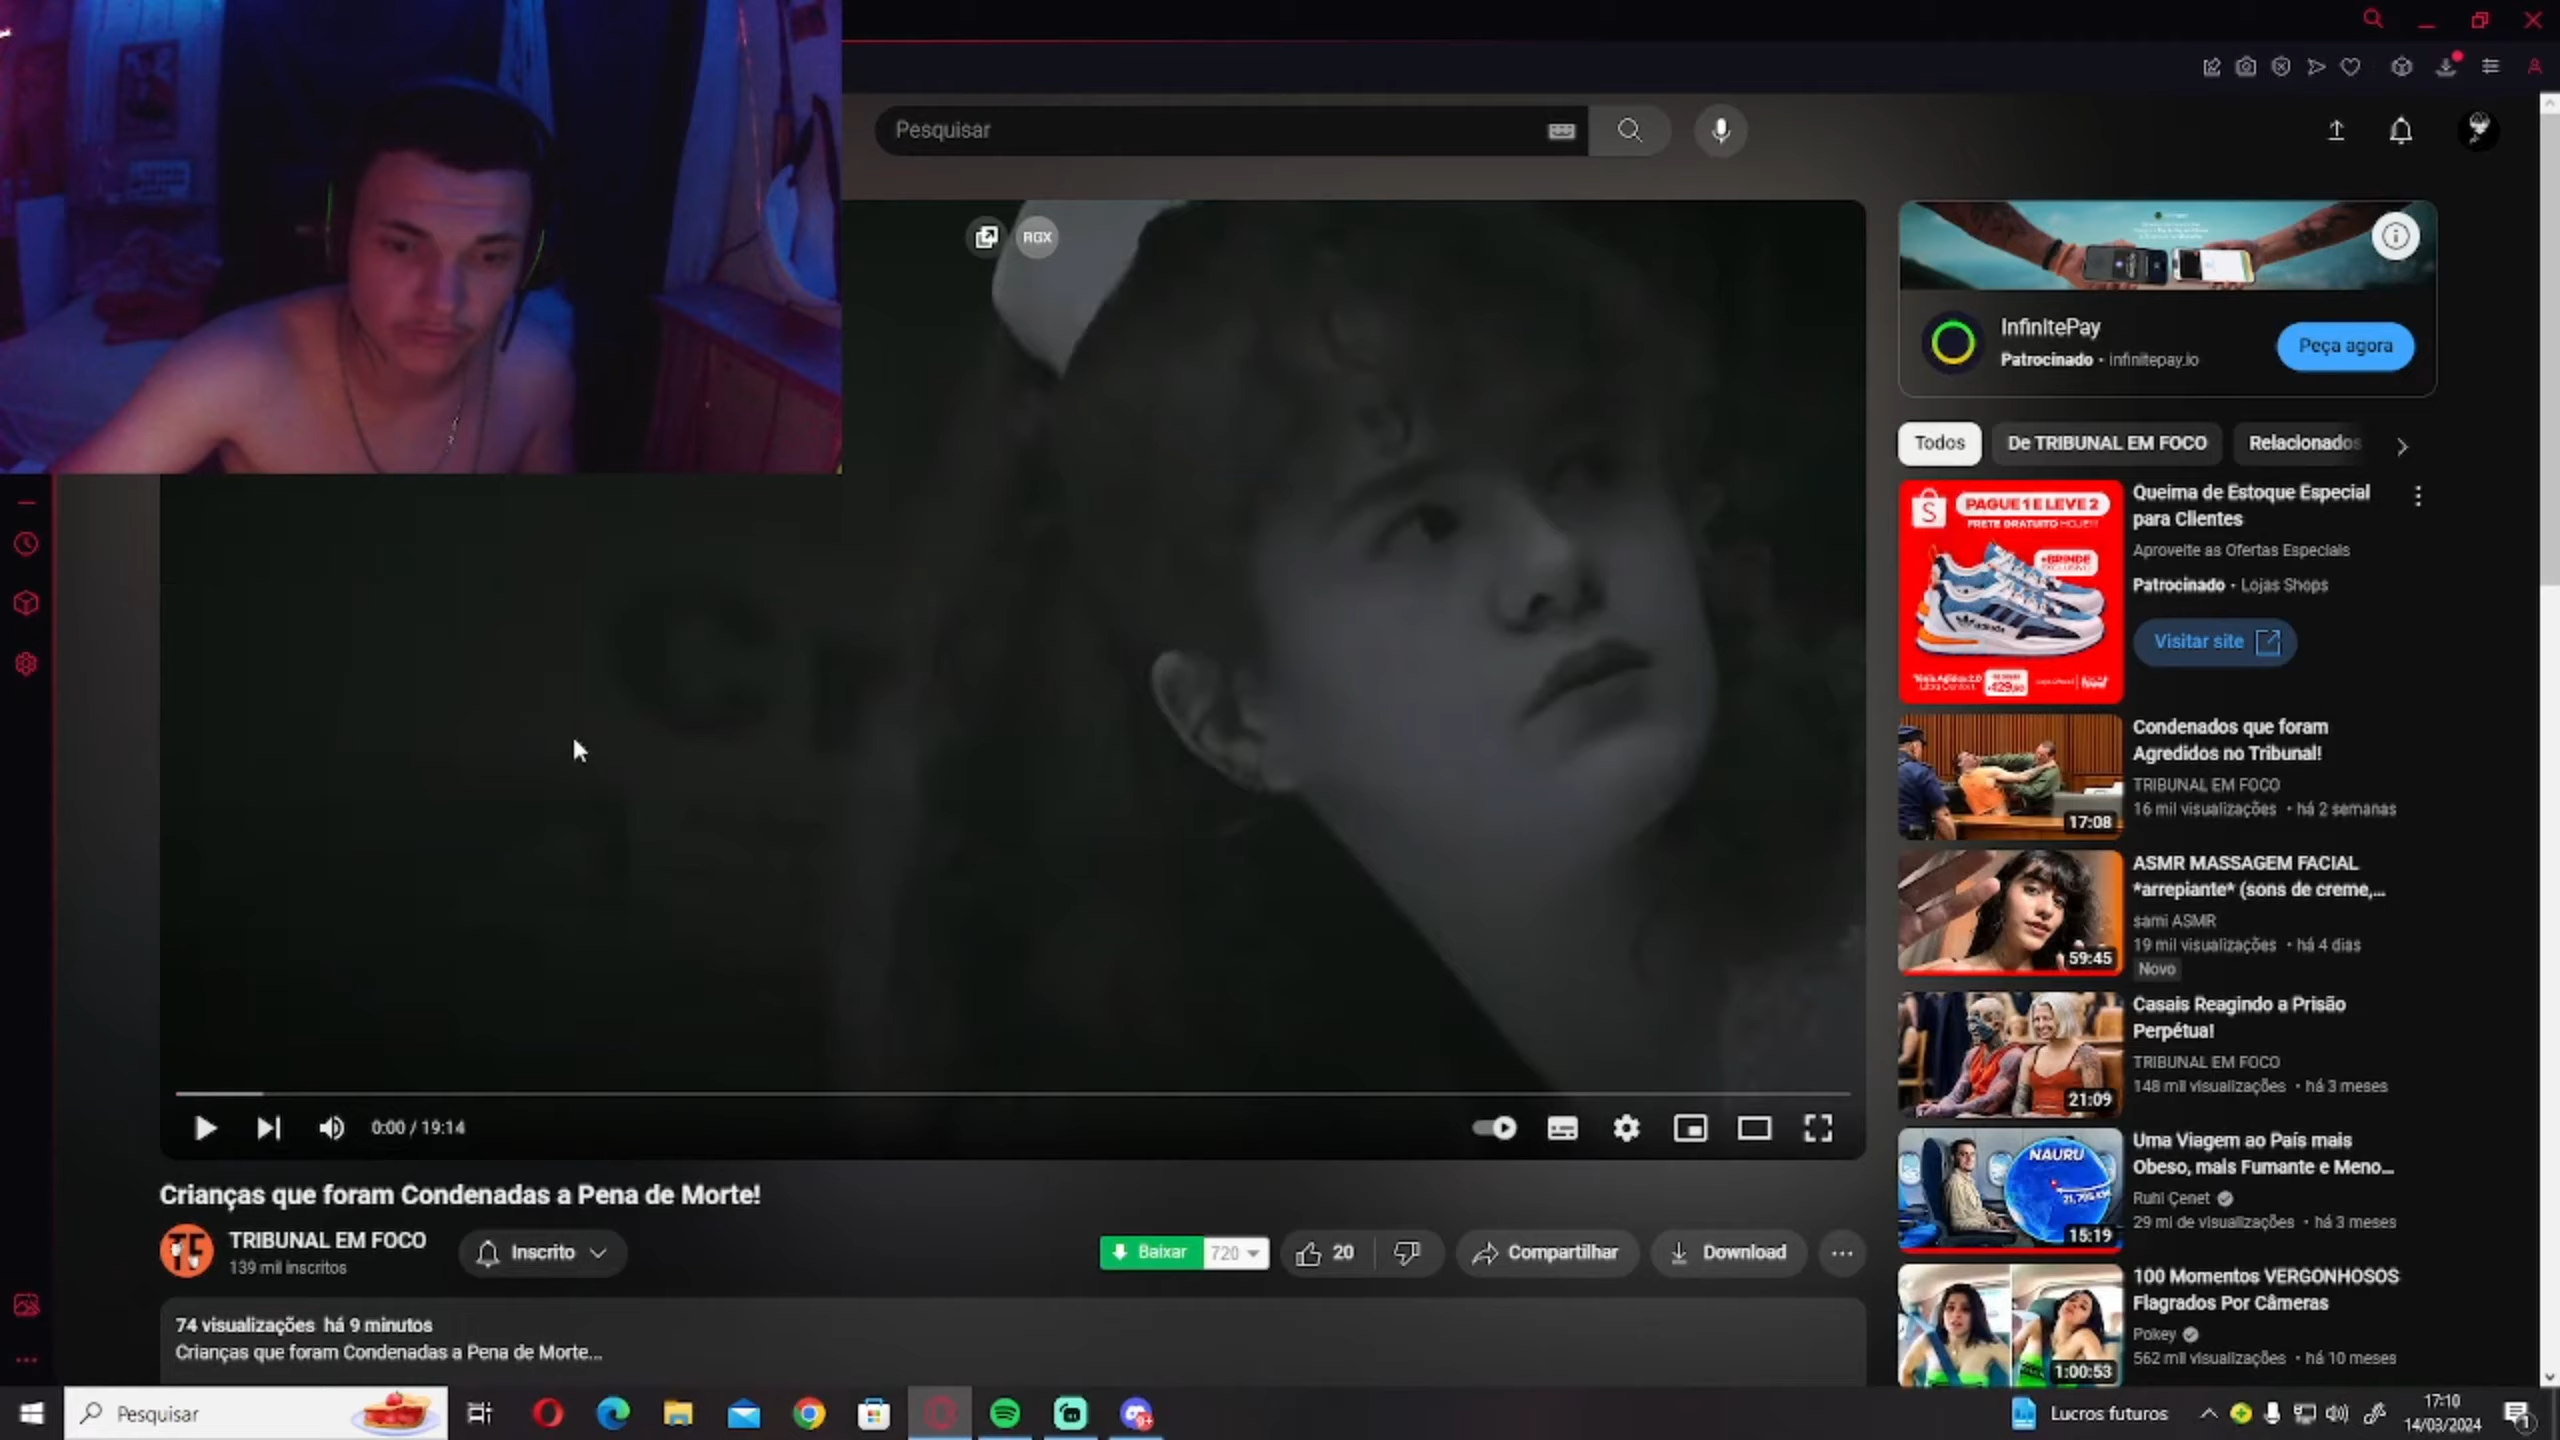 Pesquisar
RGX
InfinitePay
Patrocinado • infinitepay.io
Peça agora
Todos
De TRIBUNAL EM FOCO
Relacionados
PAGUE 1 E LEVE 2
FRETE GRATUITO HOJE!!!
+BRINDE
adidas
Queima de Estoque Especial
para Clientes
Aproveite as Ofertas Especiais
Patrocinado • Lojas Shops
Visitar site
Condenados que foram
Agredidos no Tribunal!
TRIBUNAL EM FOCO
16 mil visualizações • há 2 semanas
17:08
ASMR MASSAGEM FACIAL
*arrepiante* (sons de creme,...
sami ASMR
19 mil visualizações • há 4 dias
Novo
59:45
Casais Reagindo a Prisão
Perpétua!
TRIBUNAL EM FOCO
148 mil visualizações • há 3 meses
21:09
NAURU
Uma Viagem ao País mais
Obeso, mais Fumante e Meno...
Ruhi Çenet
29 mi de visualizações • há 3 meses
15:19
100 Momentos VERGONHOSOS
Flagrados Por Câmeras
Pokey
562 mil visualizações • há 10 meses
1:00:53
0:00 / 19:14
Crianças que foram Condenadas a Pena de Morte!
TRIBUNAL EM FOCO
139 mil inscritos
Inscrito
Baixar
720
20
Compartilhar
Download
74 visualizações há 9 minutos
Crianças que foram Condenadas a Pena de Morte...
Pesquisar
9+
Lucros futuros
17:10
14/03/2024
1